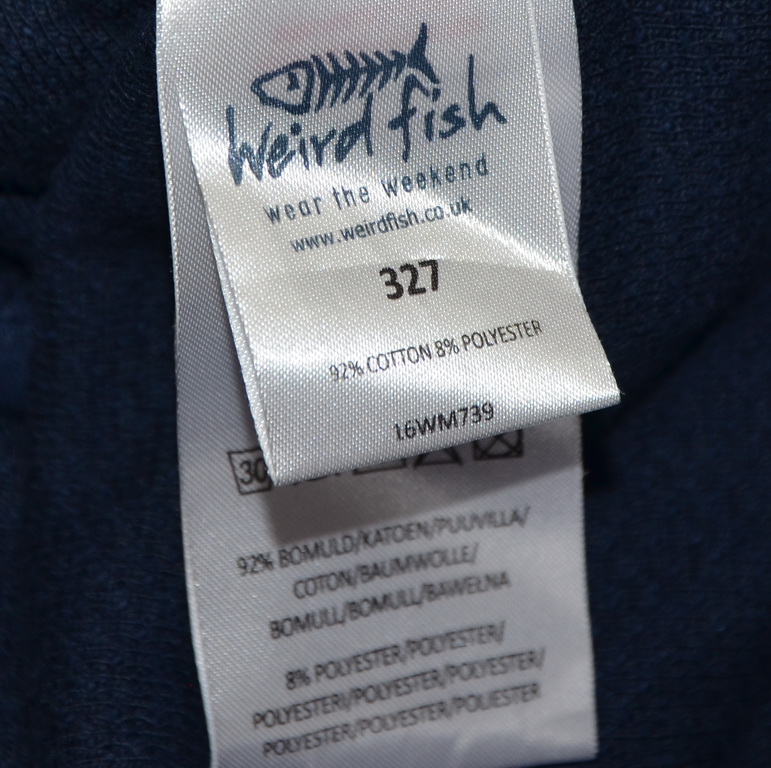 weird fish
wear the weekend
www.weirdfish.co.uk
327
92% COTTON 8% POLYESTER
16WM739
30
92% BOMULD/KATOEN/PUUVILLA/
COTON/BAUMWOLLE/
BOMULL/BOMULL/BAWEŁNA
8% POLYESTER/POLYESTER/
POLYESTERI/POLYESTER/POLYESTER/
POLYESTER/POLYESTER/POLIESTER